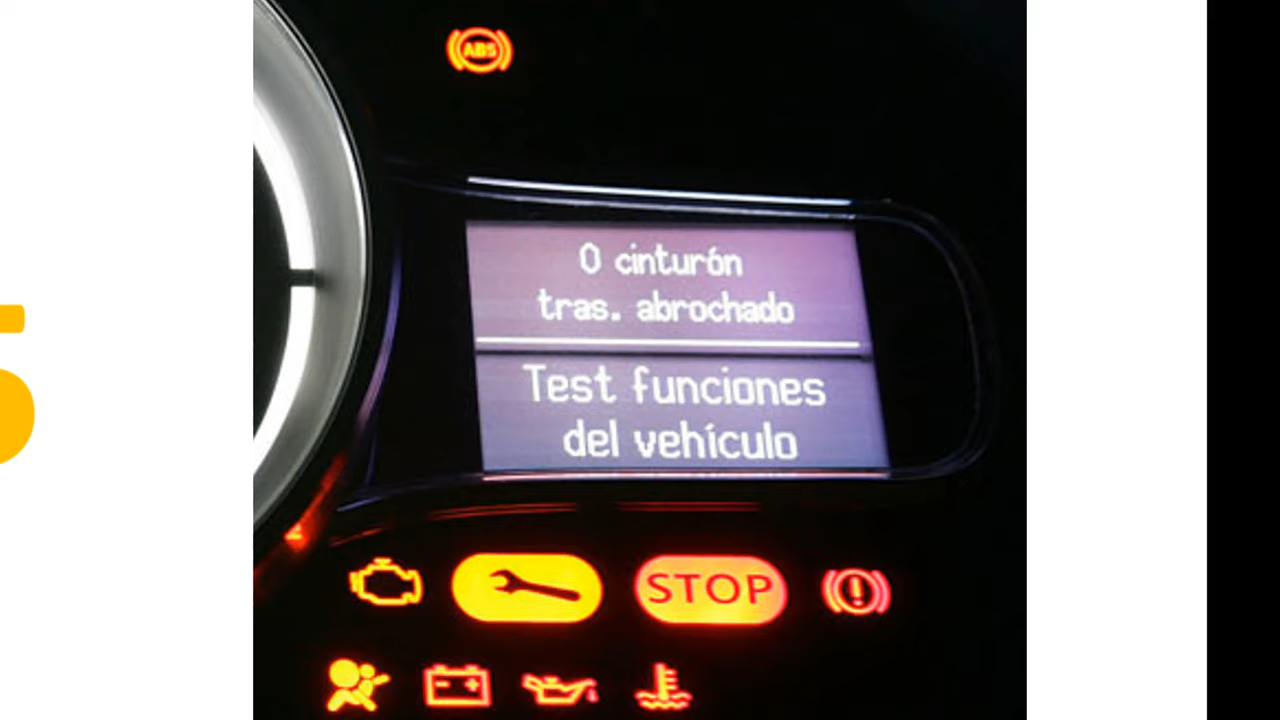 ABS
0 cinturón
tras. abrochado
Test funciones
del vehículo
STOP